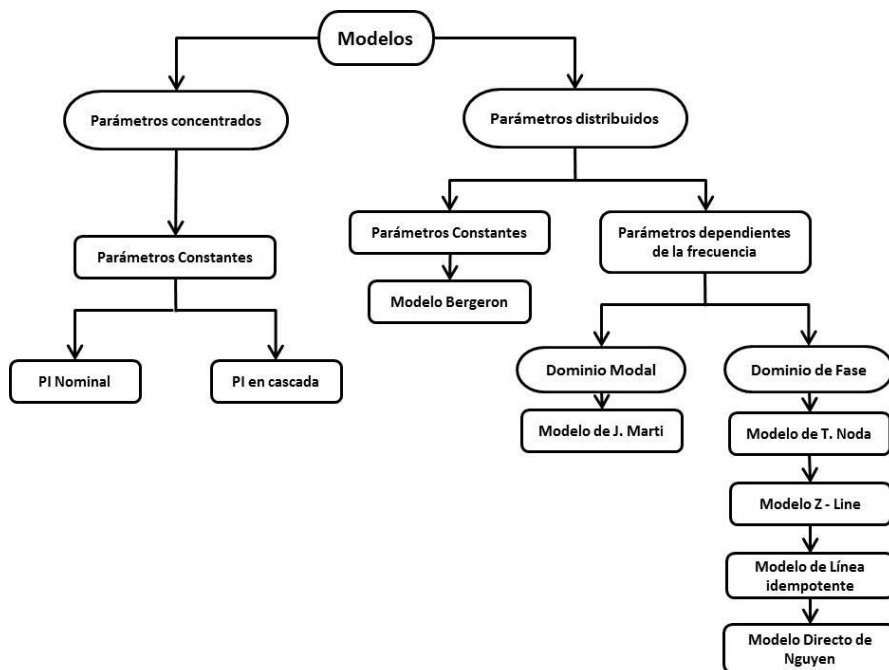 Modelos
Parámetros concentrados
Parámetros distribuidos
Parámetros Constantes
Parámetros Constantes
Parámetros dependientes
de la frecuencia
Modelo Bergeron
PI Nominal
PI en cascada
Dominio Modal
Dominio de Fase
Modelo de J. Marti
Modelo de T. Noda
Modelo Z - Line
Modelo de Línea
idempotente
Modelo Directo de
Nguyen